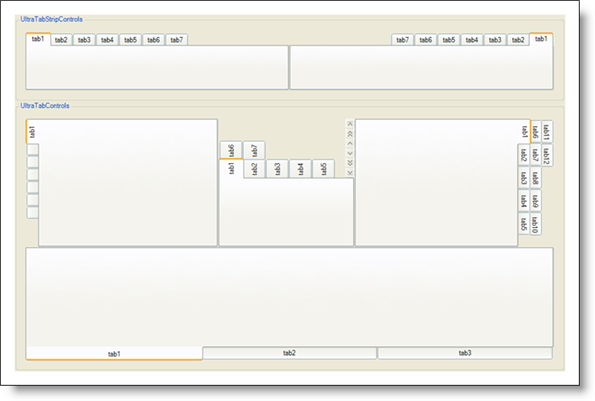 UltraTabStripControls
tab1 tab2 tab3 tab4 tab5 tab6 tab7
tab7 tab6 tab5 tab4 tab3 tab2 tab1
UltraTabControls
tab1
tab6 tab7
tab1 tab2 tab3 tab4 tab5
tab1 tab2 tab3 tab4 tab5
tab6 tab7 tab8 tab9 tab10
tab11 tab12
tab1 tab2 tab3